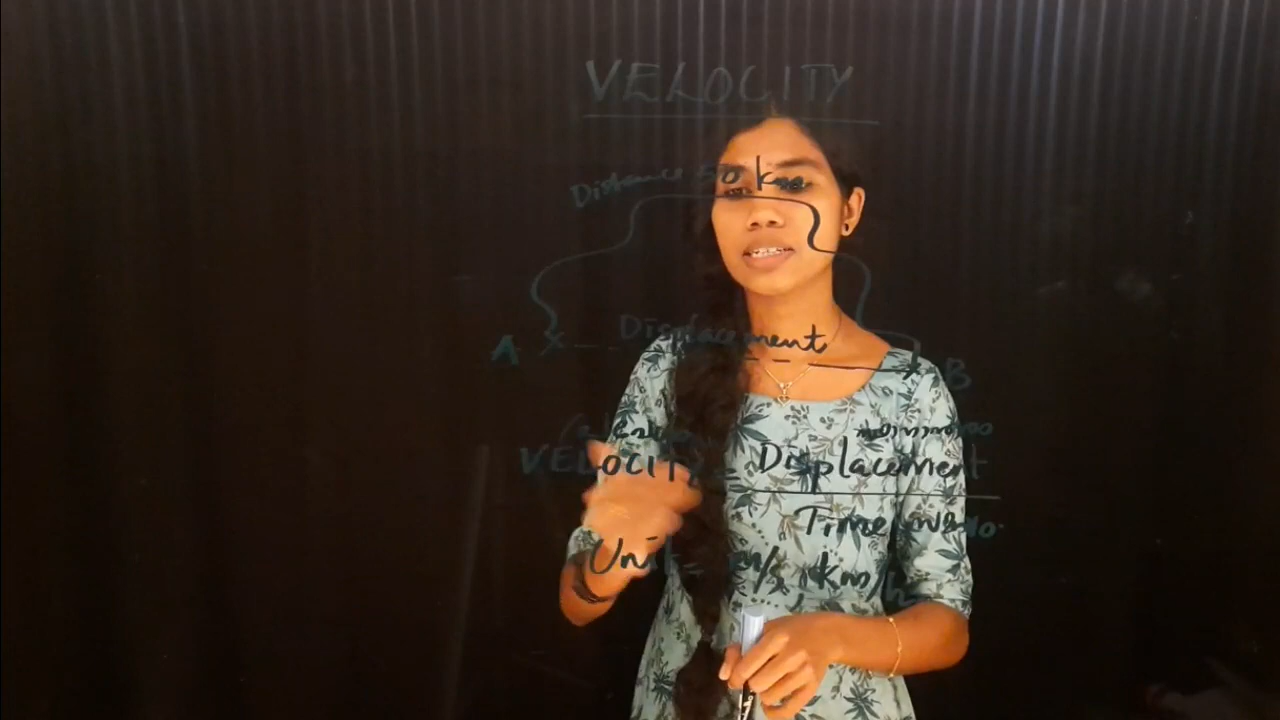 VELOCITY
Distance 50 km
Displacement
A B
VELOCITY = Displacement
Time
Unit = m/s, km/h